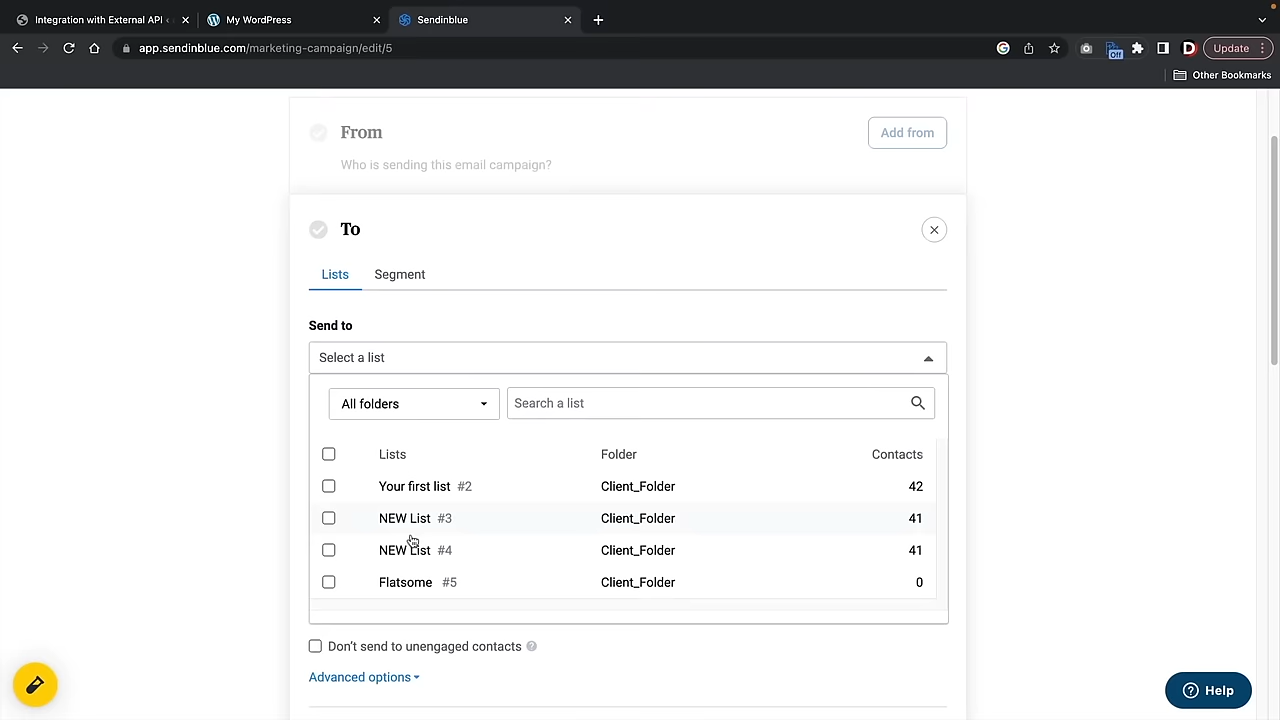 Integration with External API
My WordPress
Sendinblue
app.sendinblue.com/marketing-campaign/edit/5
Off
D
Update
Other Bookmarks
From
Add from
Who is sending this email campaign?
To
Lists Segment
Send to
Select a list
All folders Search a list
Lists Folder Contacts
Your first list #2 Client_Folder 42
NEW List #3 Client_Folder 41
NEW List #4 Client_Folder 41
Flatsome #5 Client_Folder 0
Don't send to unengaged contacts ?
Advanced options
? Help